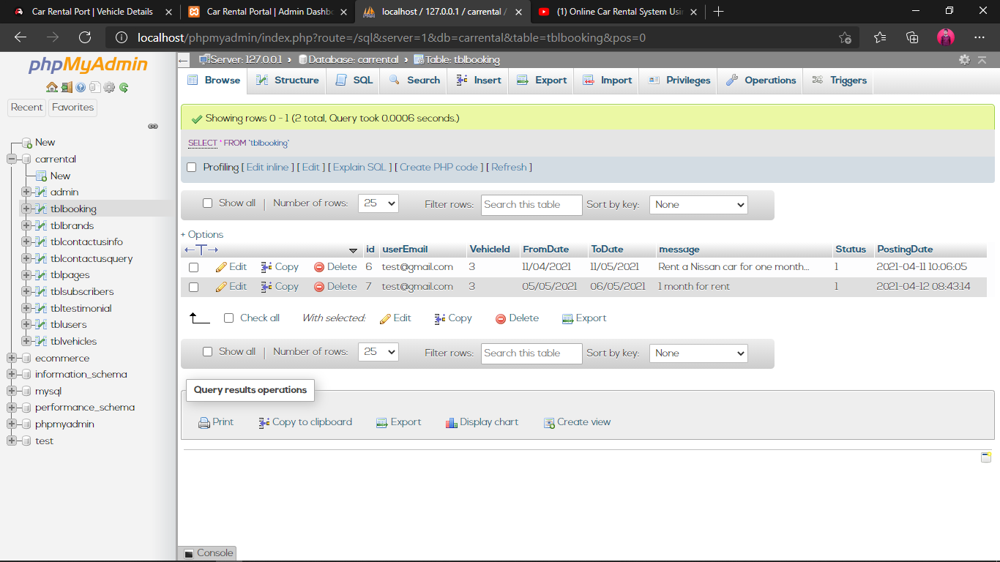 Car Rental Port | Vehicle Details
Car Rental Portal | Admin Dashbo
localhost / 127.0.0.1 / carrental /
(1) Online Car Rental System Usi
localhost/phpmyadmin/index.php?route=/sql&server=1&db=carrental&table=tblbooking&pos=0
phpMyAdmin
Recent Favorites
New
carrental
New
admin
tblbooking
tblbrands
tblcontactusinfo
tblcontactusquery
tblpages
tblsubscribers
tbltestimonial
tblusers
tblvehicles
ecommerce
information_schema
mysql
performance_schema
phpmyadmin
test
Server: 127.0.0.1 › Database: carrental › Table: tblbooking
Browse Structure SQL Search Insert Export Import Privileges Operations Triggers
Showing rows 0 - 1 (2 total, Query took 0.0006 seconds.)
SELECT * FROM `tblbooking`
Profiling [ Edit inline ] [ Edit ] [ Explain SQL ] [ Create PHP code ] [ Refresh ]
Show all | Number of rows: 25 Filter rows: Search this table Sort by key: None
+ Options
←T→ id userEmail VehicleId FromDate ToDate message Status PostingDate
Edit Copy Delete 6 test@gmail.com 3 11/04/2021 11/05/2021 Rent a Nissan car for one month... 1 2021-04-11 10:06:05
Edit Copy Delete 7 test@gmail.com 3 05/05/2021 06/05/2021 1 month for rent 1 2021-04-12 08:43:14
Check all With selected: Edit Copy Delete Export
Show all | Number of rows: 25 Filter rows: Search this table Sort by key: None
Query results operations
Print Copy to clipboard Export Display chart Create view
Console